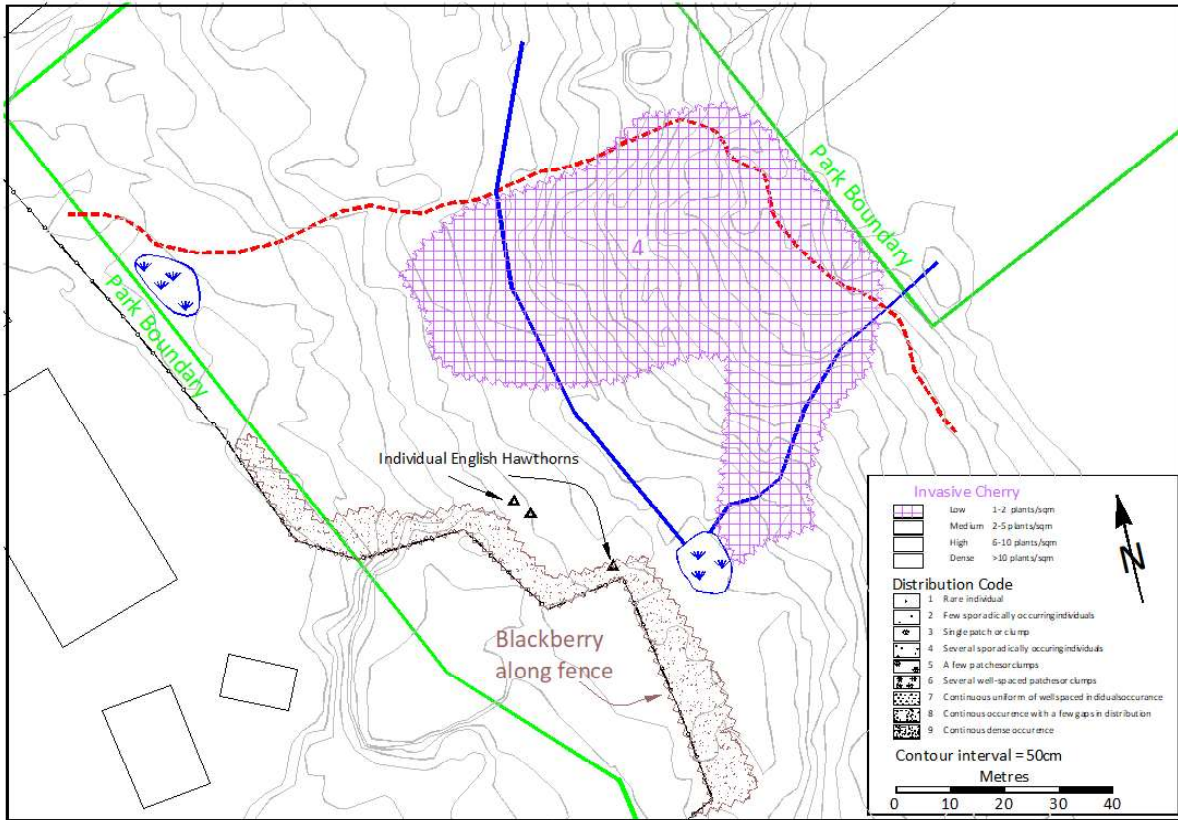 Park Boundary
4
Park Boundary
Individual English Hawthorns
Blackberry
along fence
Invasive Cherry
Low 1-2 plants/sqm
Medium 2-5 plants/sqm
High 6-10 plants/sqm
Dense >10 plants/sqm
N
Distribution Code
1 Rare individual
2 Few sporadically occurring individuals
3 Single patch or clump
4 Several sporadically occuring individuals
5 A few patches or clumps
6 Several well-spaced patches or clumps
7 Continuous uniform of well spaced indiduals occurance
8 Continous occurence with a few gaps in distribution
9 Continous dense occurence
Contour interval = 50cm
Metres
0 10 20 30 40